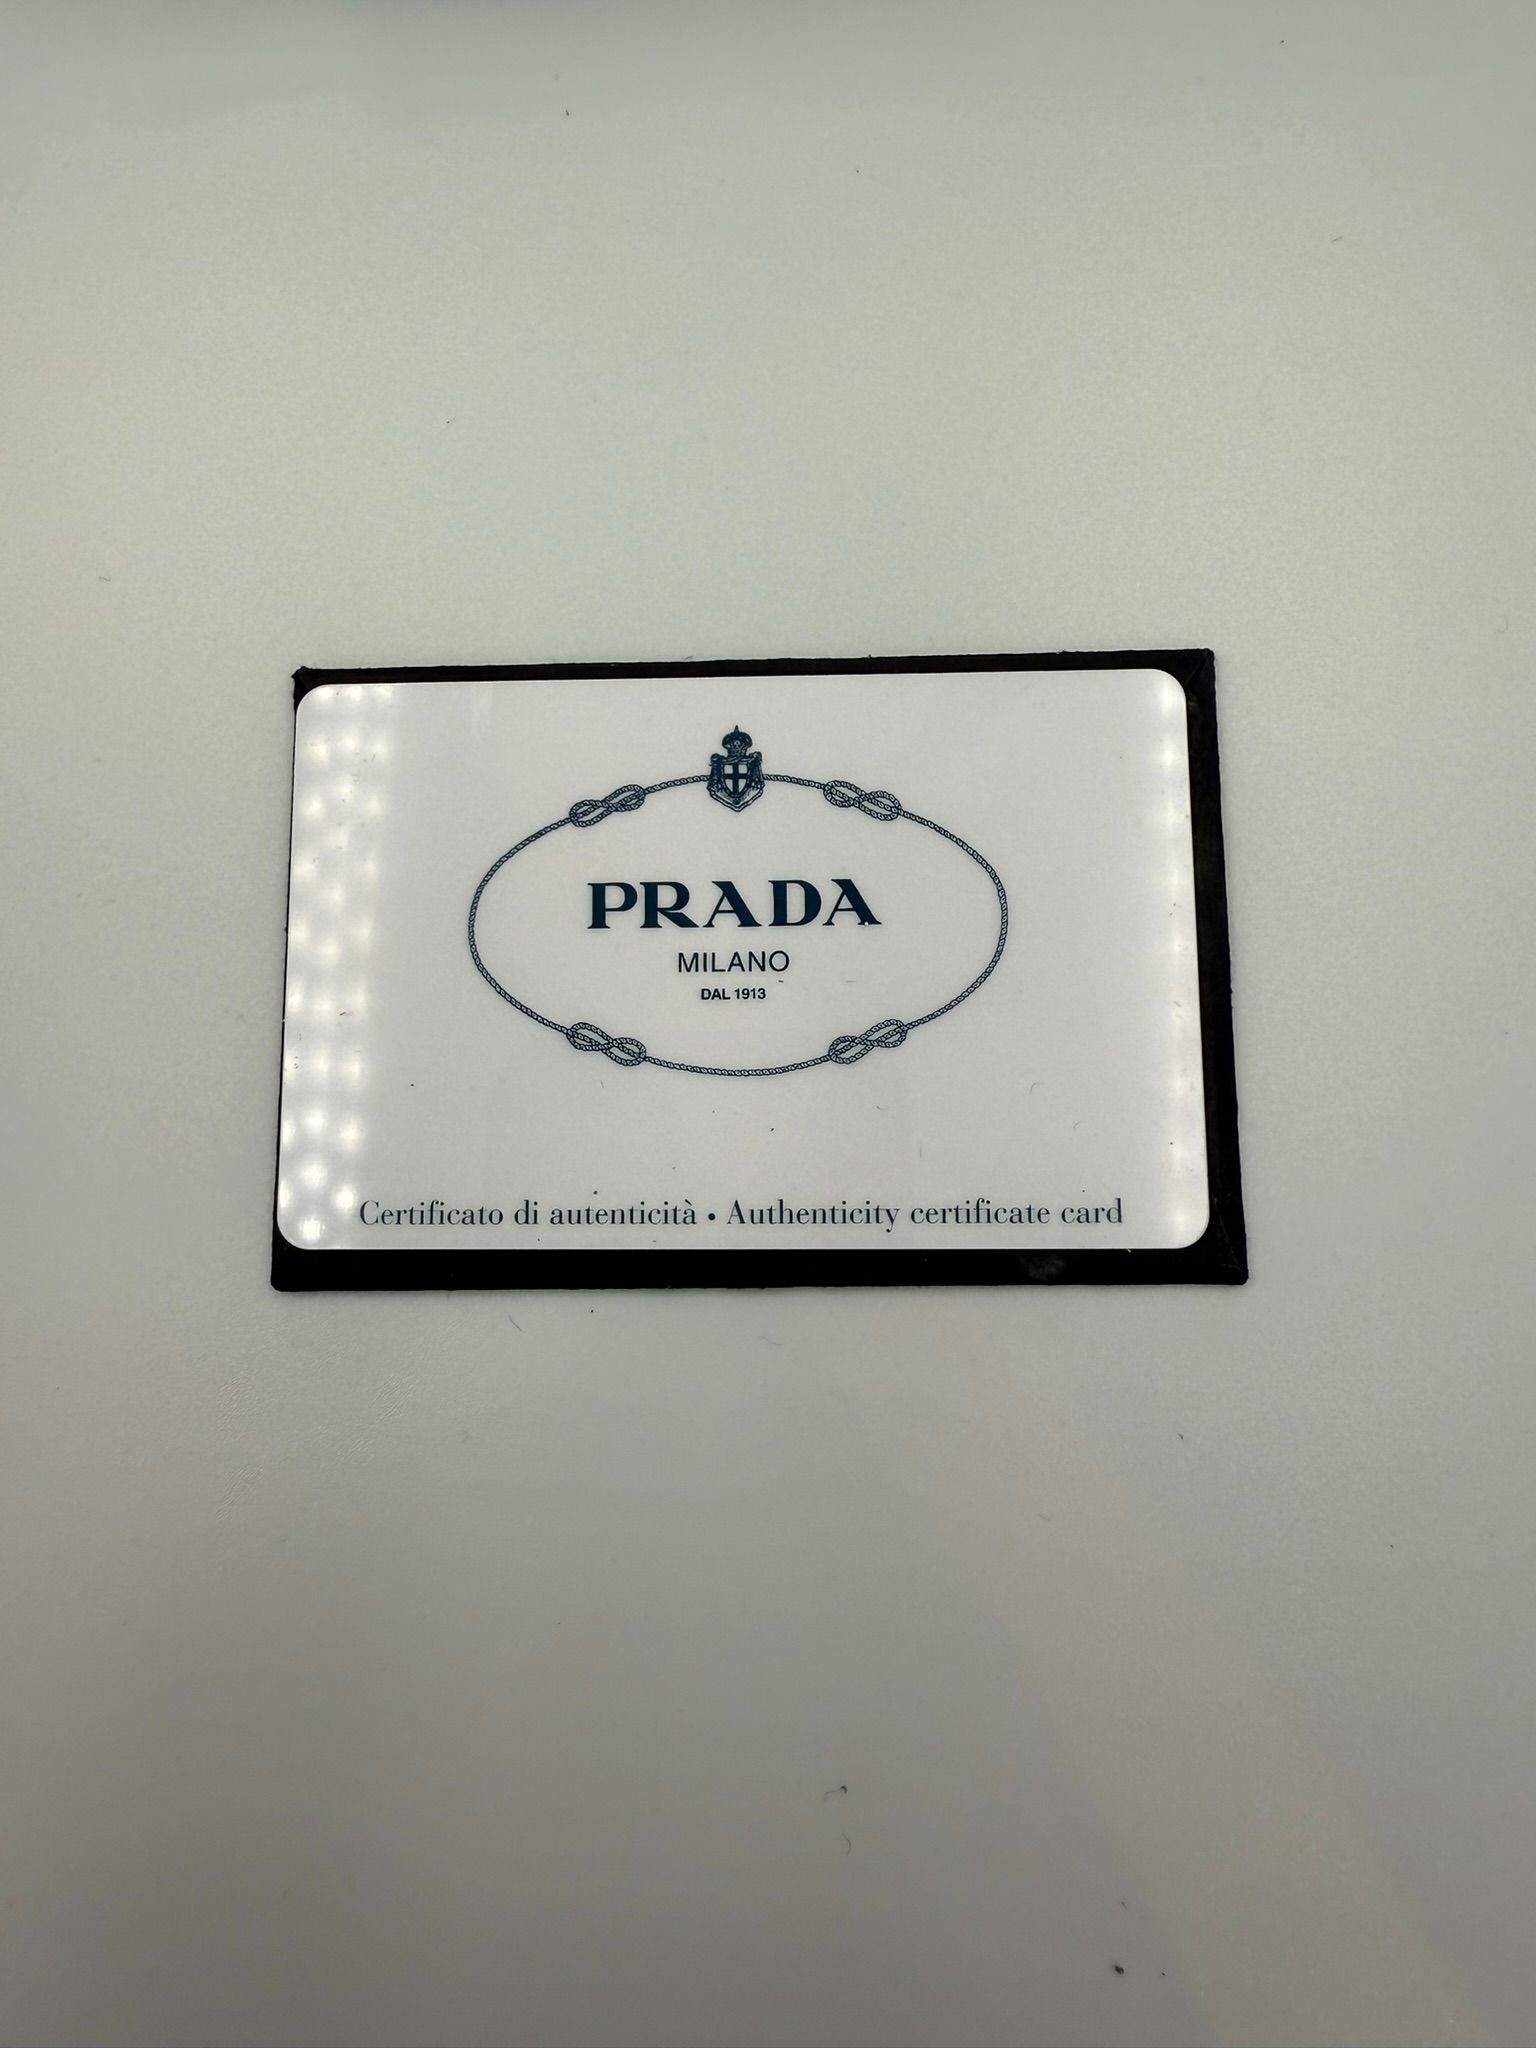 PRADA
MILANO
DAL 1913
Certificato di autenticità • Authenticity certificate card